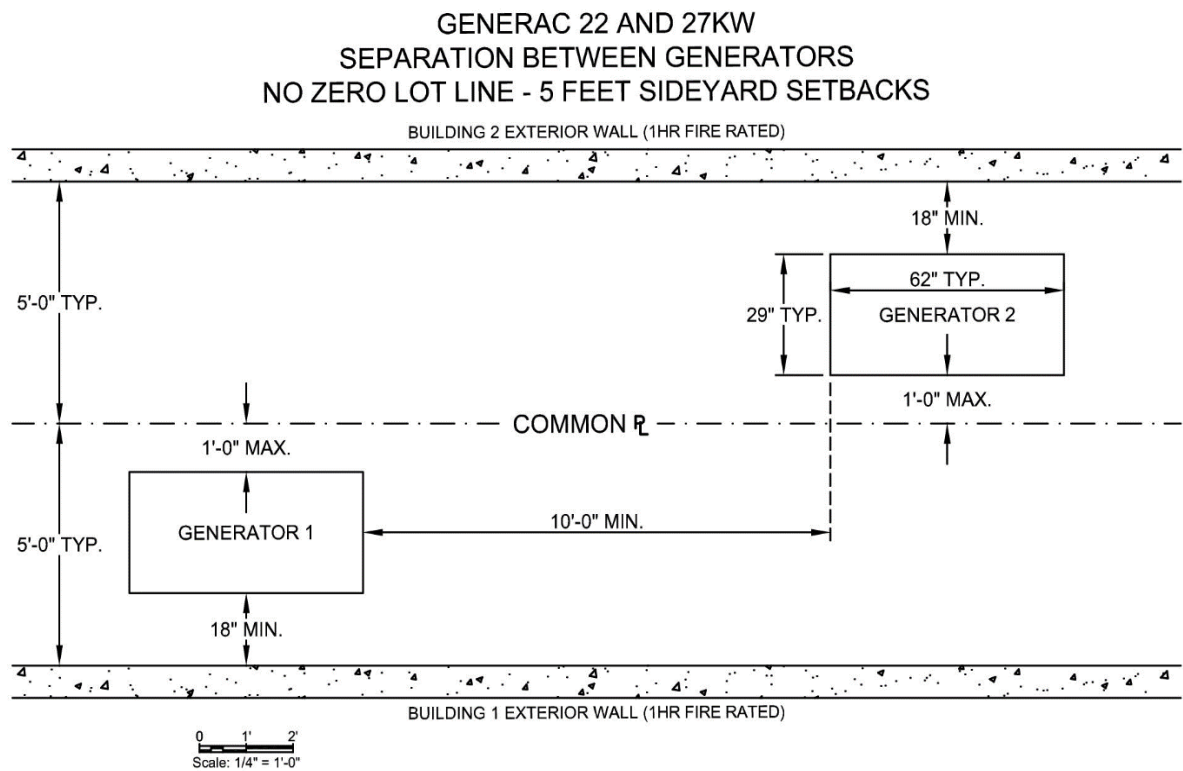 GENERAC 22 AND 27KW
SEPARATION BETWEEN GENERATORS
NO ZERO LOT LINE - 5 FEET SIDEYARD SETBACKS
BUILDING 2 EXTERIOR WALL (1HR FIRE RATED)
18" MIN.
62" TYP.
5'-0" TYP.
29" TYP.
GENERATOR 2
1'-0" MAX.
COMMON PL
1'-0" MAX.
10'-0" MIN.
GENERATOR 1
5'-0" TYP.
18" MIN.
BUILDING 1 EXTERIOR WALL (1HR FIRE RATED)
0 1' 2'
Scale: 1/4" = 1'-0"